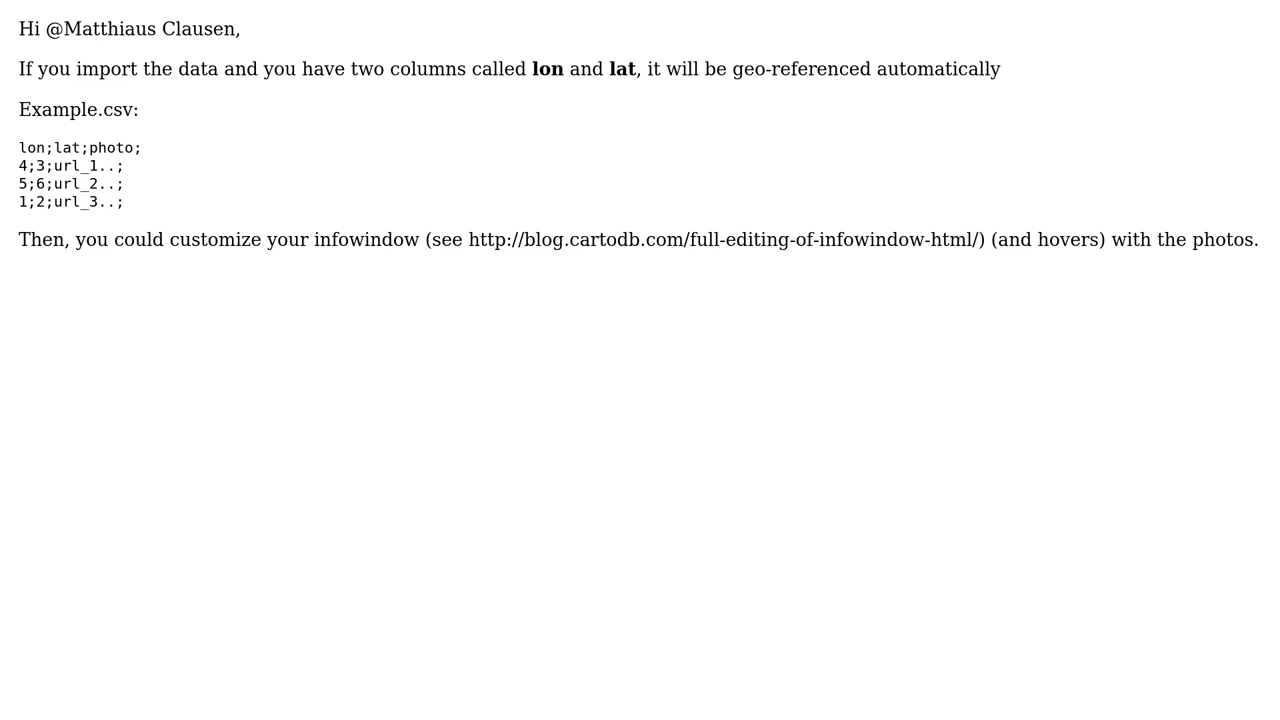 Hi @Matthiaus Clausen,
If you import the data and you have two columns called lon and lat, it will be geo-referenced automatically
Example.csv:
lon;lat;photo;
4;3;url_1..;
5;6;url_2..;
1;2;url_3..;
Then, you could customize your infowindow (see http://blog.cartodb.com/full-editing-of-infowindow-html/) (and hovers) with the photos.